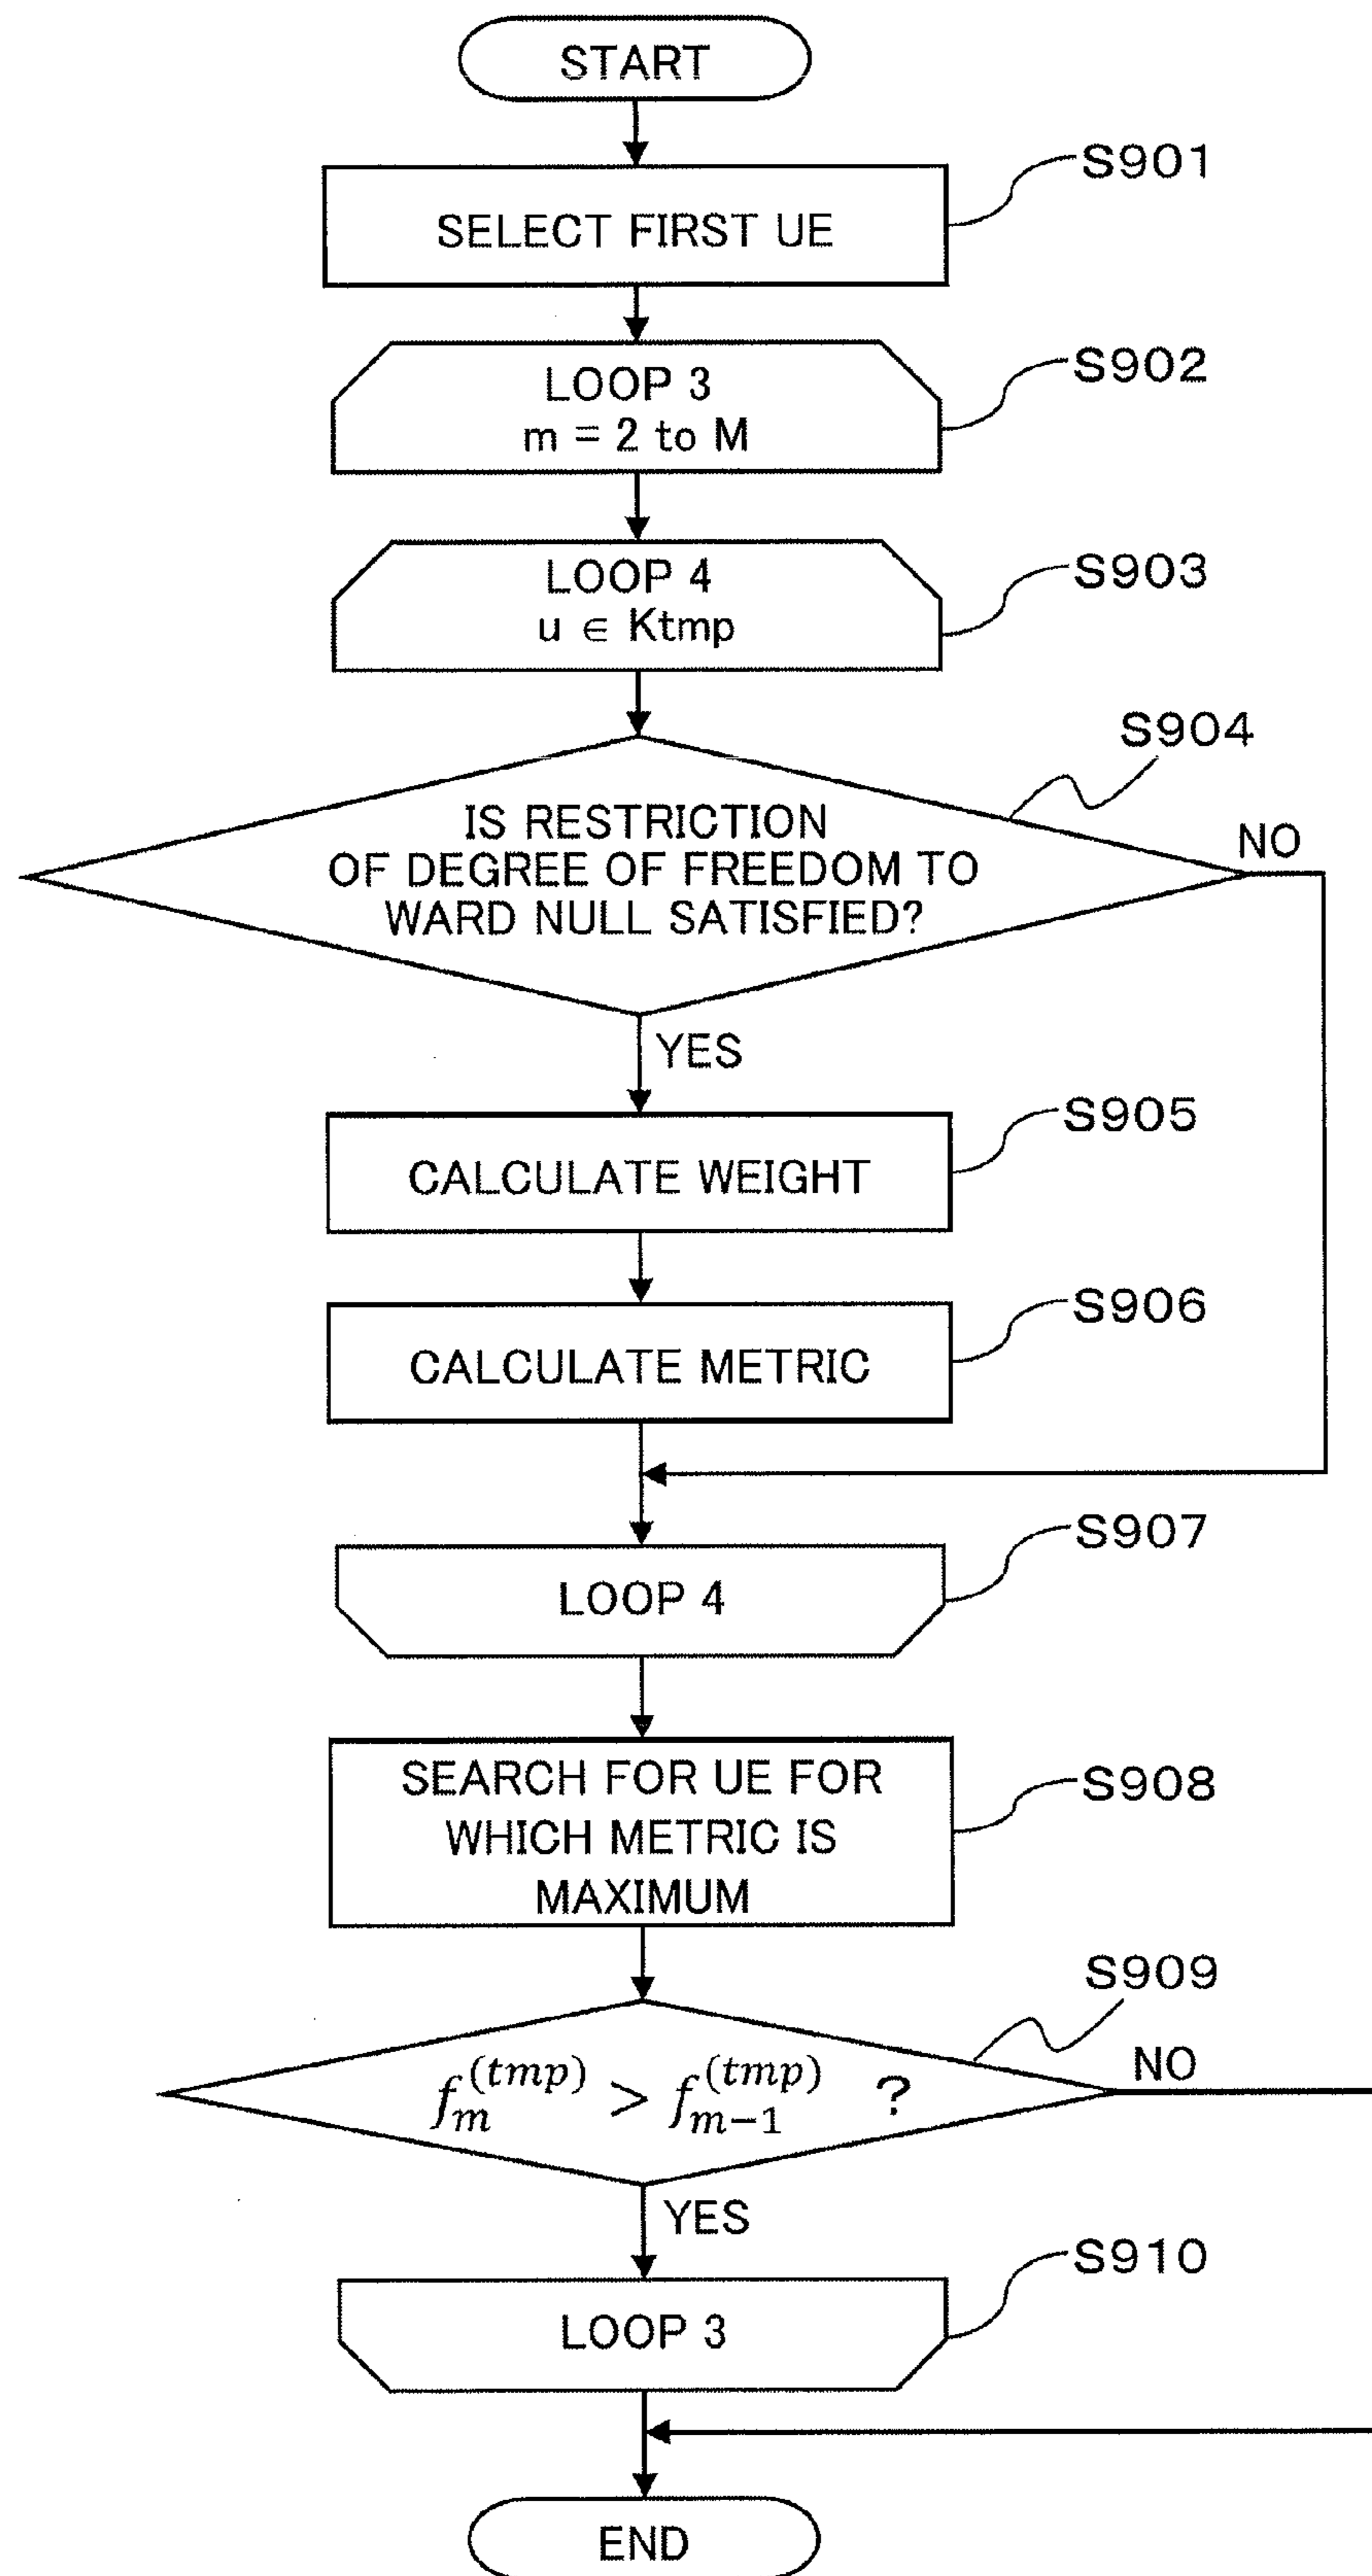 START
S901
SELECT FIRST UE
S902
LOOP 3
m = 2 to M
S903
LOOP 4
u ∈ Ktmp
S904
IS RESTRICTION
OF DEGREE OF FREEDOM TO
WARD NULL SATISFIED?
NO
YES
S905
CALCULATE WEIGHT
S906
CALCULATE METRIC
S907
LOOP 4
S908
SEARCH FOR UE FOR
WHICH METRIC IS
MAXIMUM
S909
f_m^(tmp) > f_{m-1}^(tmp) ?
NO
YES
S910
LOOP 3
END